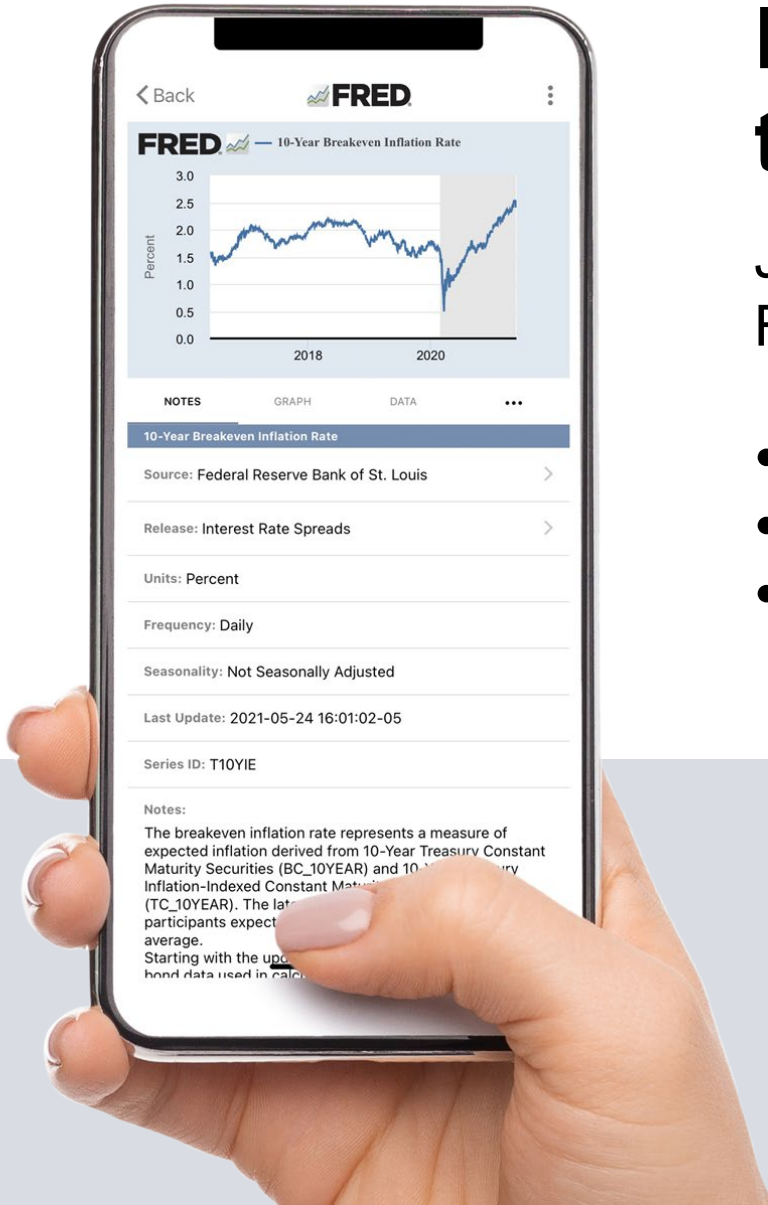 Back
FRED
FRED — 10-Year Breakeven Inflation Rate
3.0
2.5
2.0
1.5
1.0
0.5
0.0
Percent
2018 2020
NOTES GRAPH DATA •••
10-Year Breakeven Inflation Rate
Source: Federal Reserve Bank of St. Louis
Release: Interest Rate Spreads
Units: Percent
Frequency: Daily
Seasonality: Not Seasonally Adjusted
Last Update: 2021-05-24 16:01:02-05
Series ID: T10YIE
Notes:
The breakeven inflation rate represents a measure of
expected inflation derived from 10-Year Treasury Constant
Maturity Securities (BC_10YEAR) and
Inflation-Indexed Constant
(TC_10YEAR). The
participants
average.
Starting with the
bond data used in